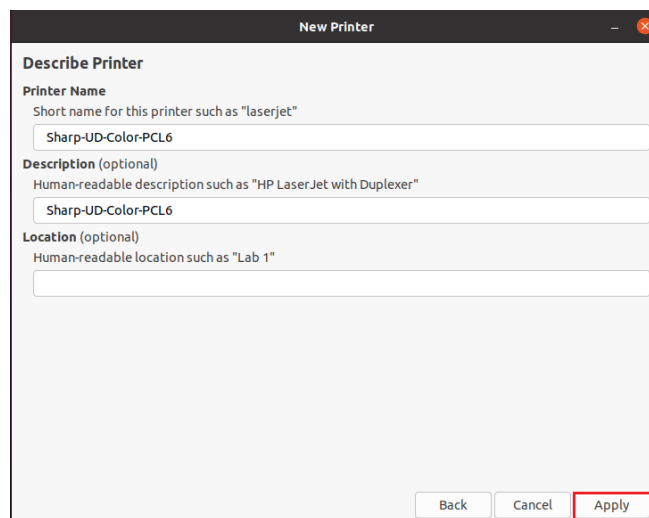 New Printer
Describe Printer
Printer Name
Short name for this printer such as "laserjet"
Sharp-UD-Color-PCL6
Description (optional)
Human-readable description such as "HP LaserJet with Duplexer"
Sharp-UD-Color-PCL6
Location (optional)
Human-readable location such as "Lab 1"
Back Cancel Apply